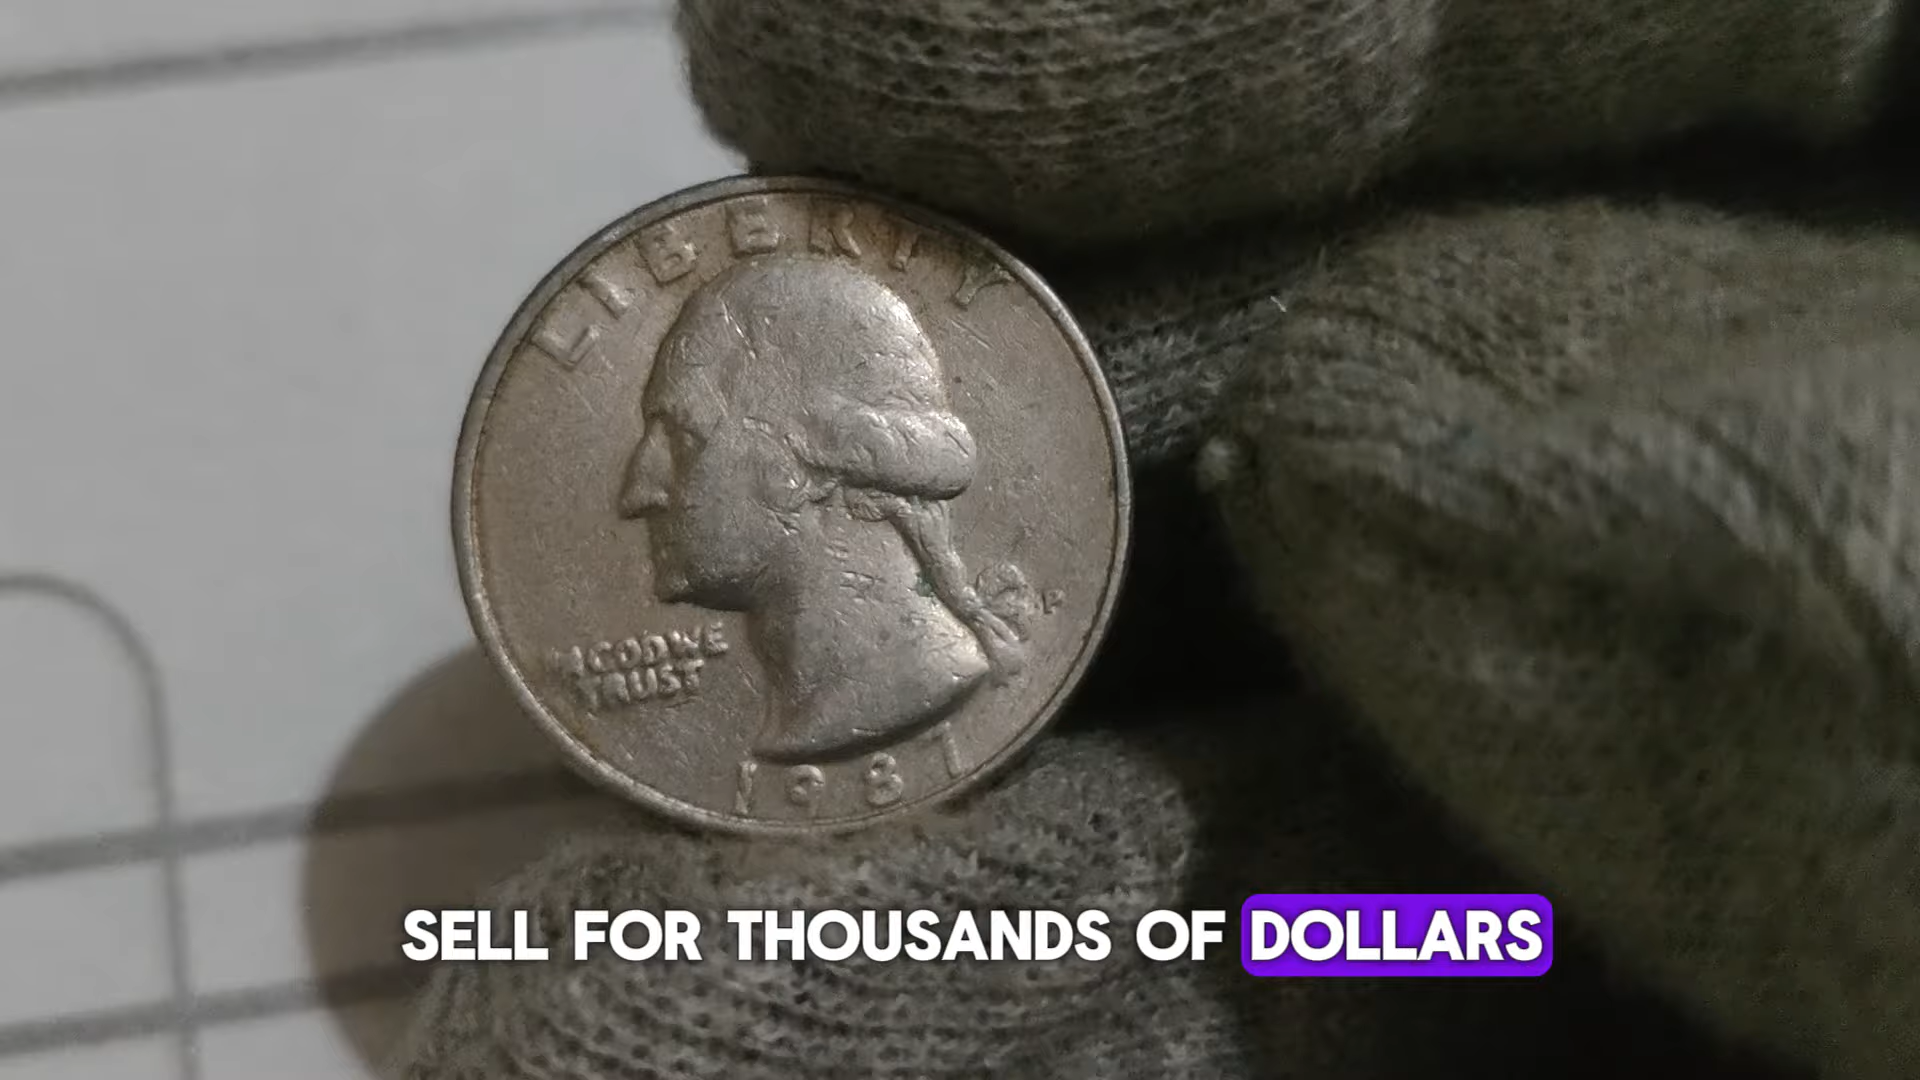 LIBERTY
IN GOD WE
TRUST
P
1987
SELL FOR THOUSANDS OF DOLLARS